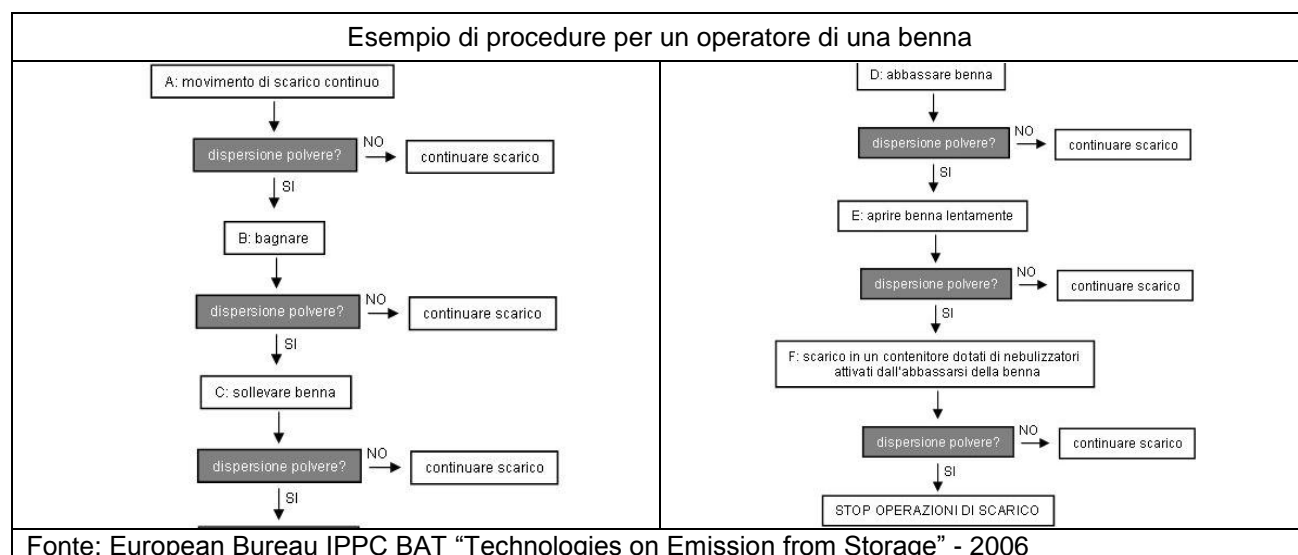 Esempio di procedure per un operatore di una benna
A: movimento di scarico continuo
dispersione polvere?
NO
continuare scarico
SI
B: bagnare
dispersione polvere?
NO
continuare scarico
SI
C: sollevare benna
dispersione polvere?
NO
continuare scarico
SI
D: abbassare benna
dispersione polvere?
NO
continuare scarico
SI
E: aprire benna lentamente
dispersione polvere?
NO
continuare scarico
SI
F: scarico in un contenitore dotati di nebulizzatori
attivati dall'abbassarsi della benna
dispersione polvere?
NO
continuare scarico
SI
STOP OPERAZIONI DI SCARICO
Fonte: European Bureau IPPC BAT “Technologies on Emission from Storage” - 2006